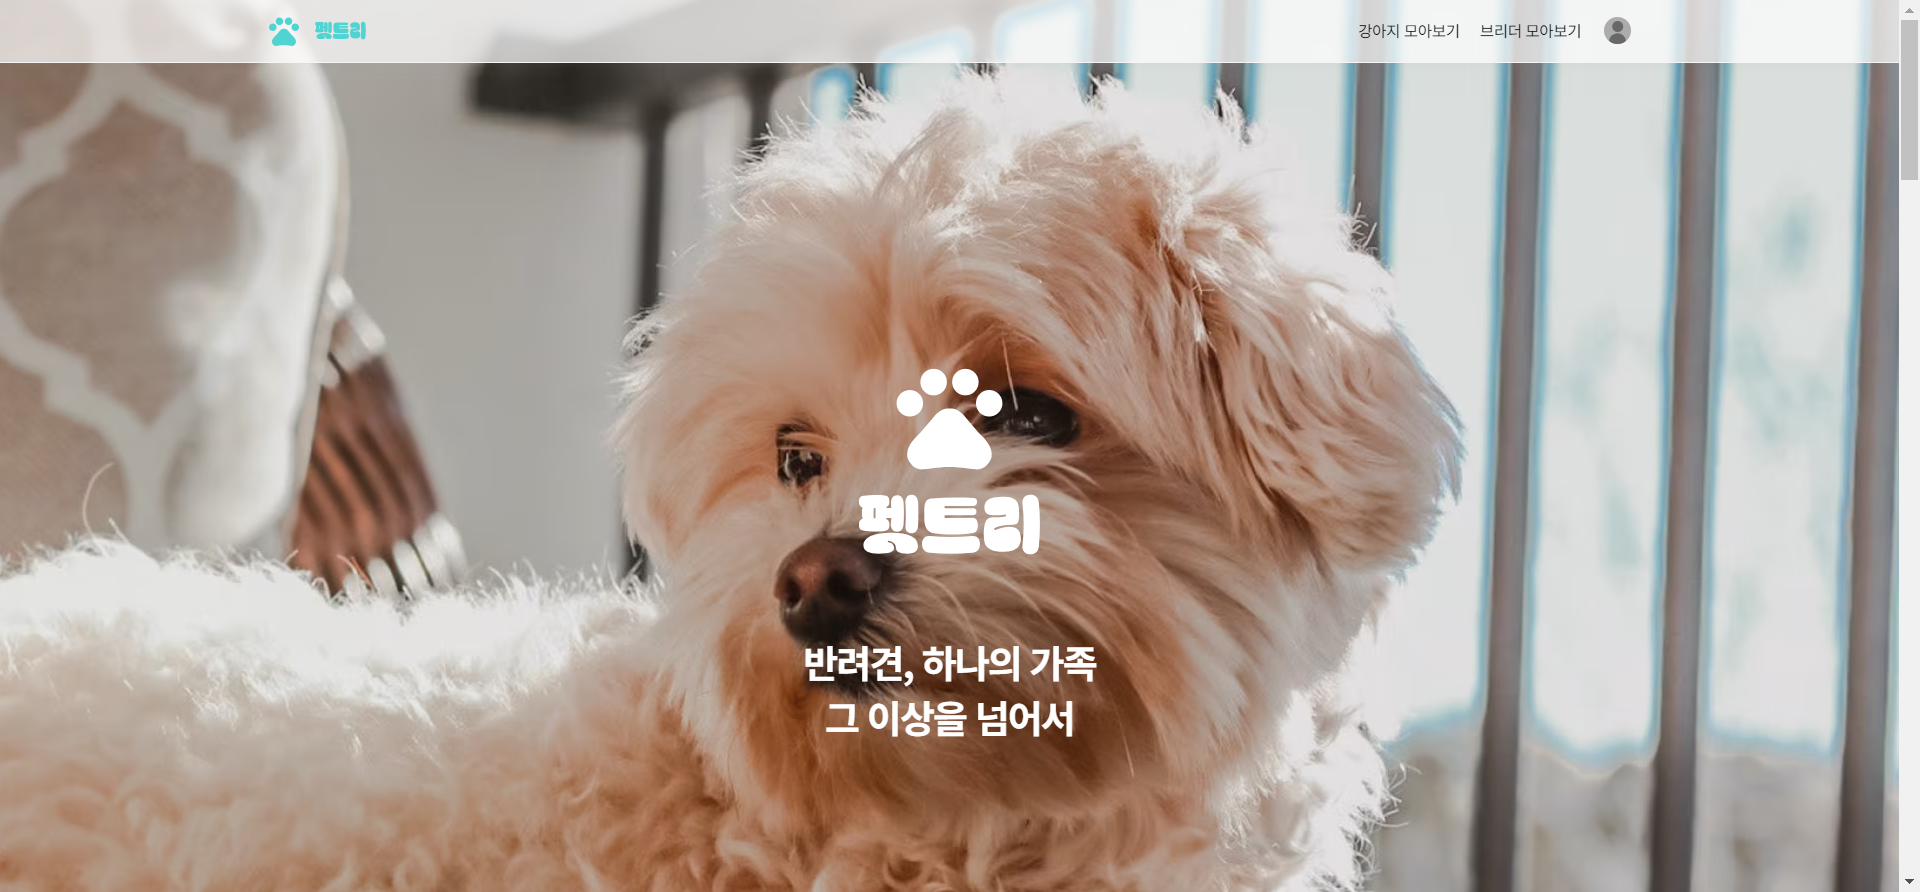 펫트리
강아지 모아보기
브리더 모아보기
펫트리
반려견, 하나의 가족
그 이상을 넘어서